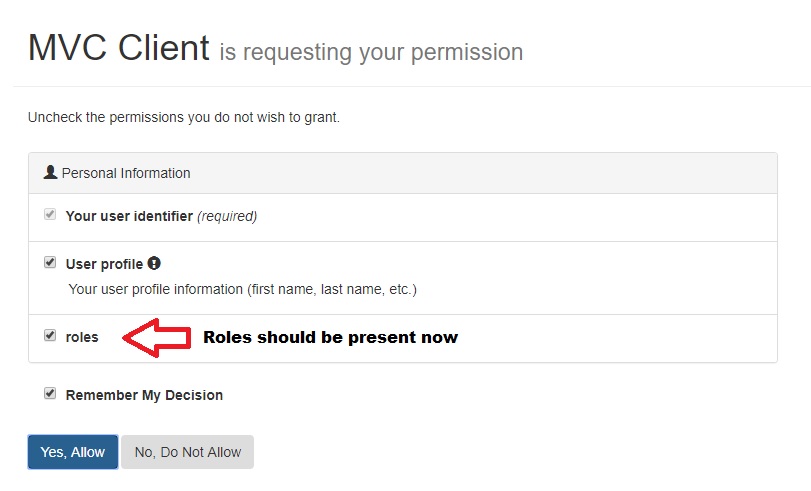 MVC Client is requesting your permission
Uncheck the permissions you do not wish to grant.
Personal Information
Your user identifier (required)
User profile
Your user profile information (first name, last name, etc.)
roles Roles should be present now
Remember My Decision
Yes, Allow No, Do Not Allow